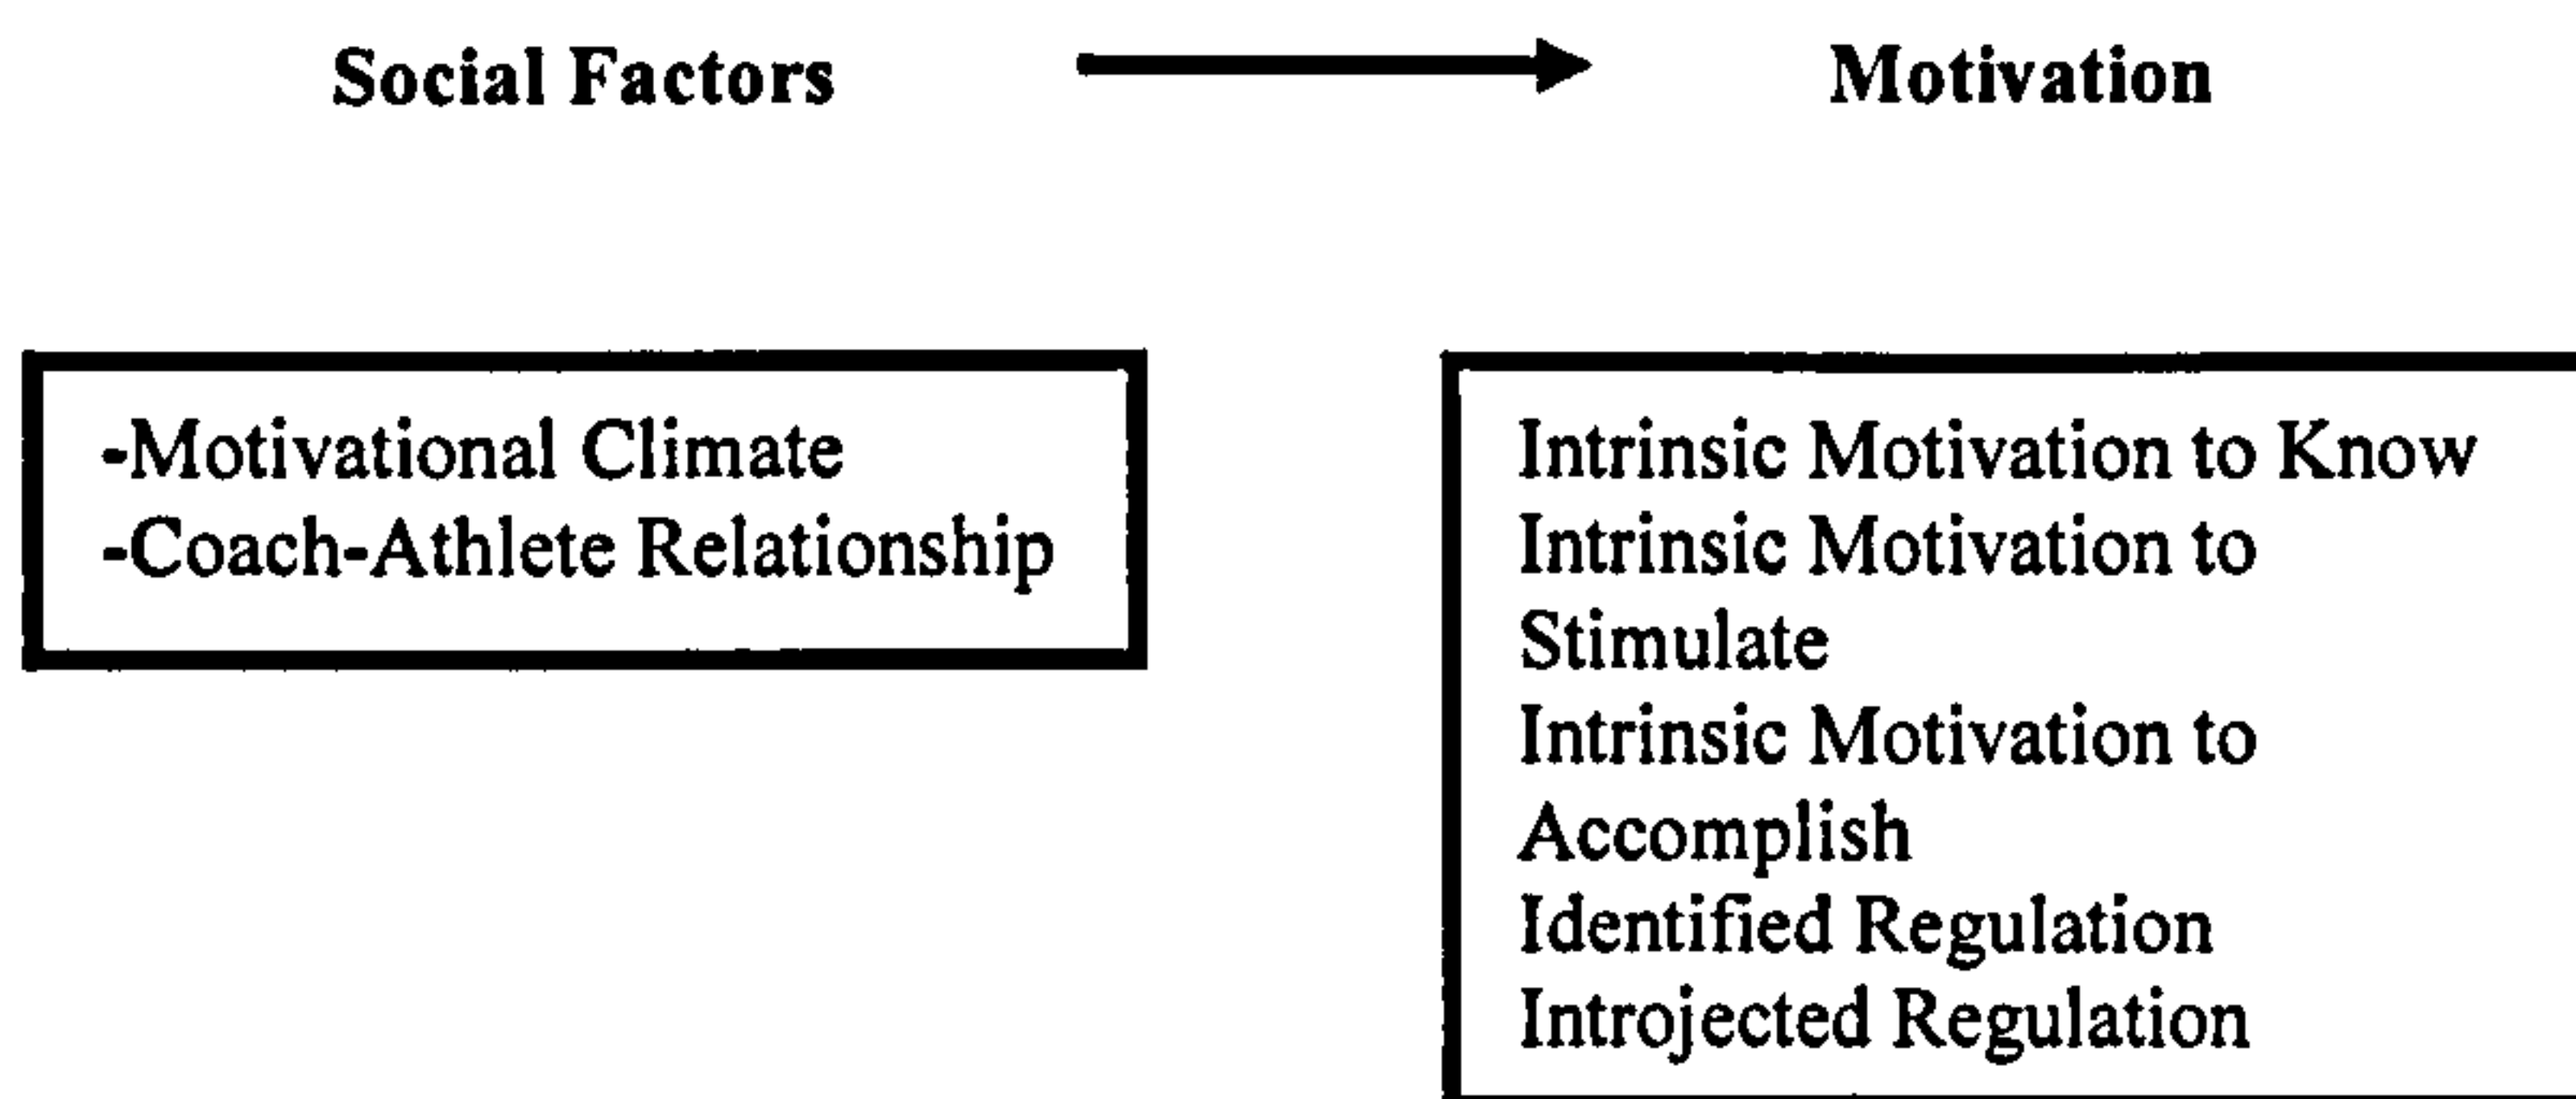 Social Factors
Motivation
-Motivational Climate
-Coach-Athlete Relationship
Intrinsic Motivation to Know
Intrinsic Motivation to
Stimulate
Intrinsic Motivation to
Accomplish
Identified Regulation
Introjected Regulation